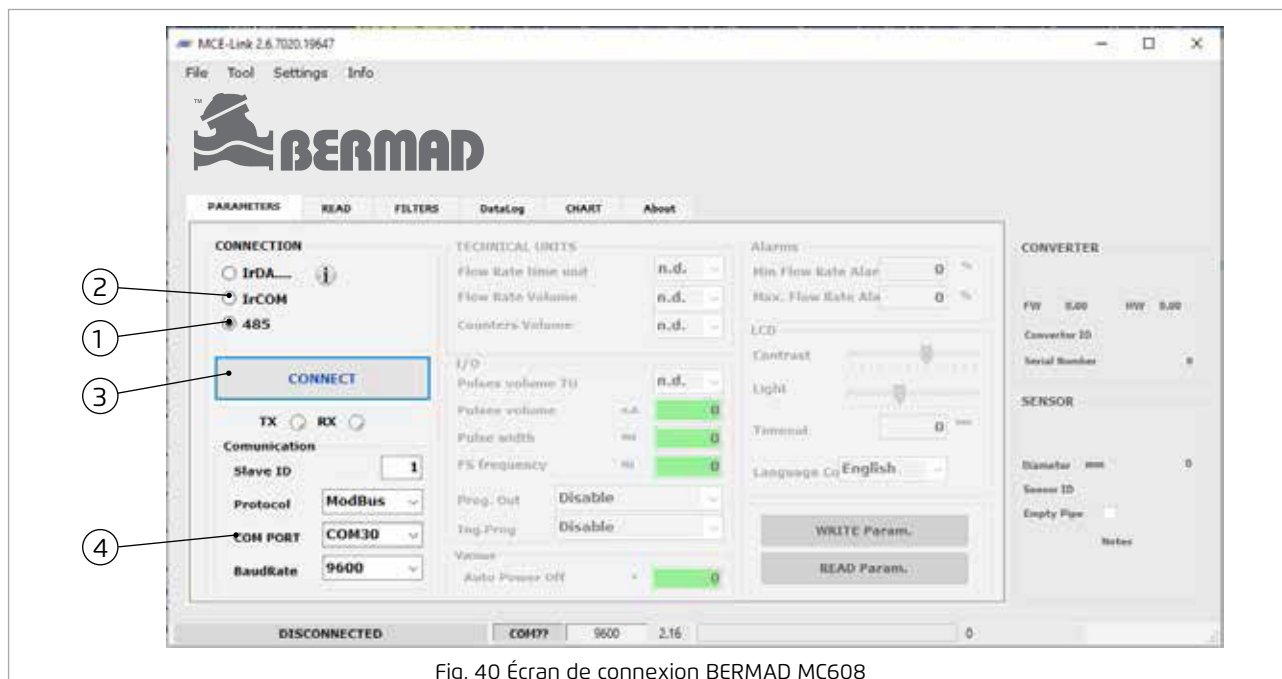 MCE-Link 2.6.7020.19647
File Tool Settings Info
TM
BERMAD
PARAMETERS READ FILTERS DataLog CHART About
CONNECTION
IrDA....
IrCOM
485
CONNECT
TX RX
Comunication
Slave ID 1
Protocol ModBus
COM PORT COM30
BaudRate 9600
2
1
3
4
TECHNICAL UNITS
Flow Rate time unit n.d.
Flow Rate Volume n.d.
Counters Volume n.d.
I/O
Pulses volume TU n.d.
Pulses volume n.d. 0
Pulse width ms 0
FS frequency Hz 0
Prog. Out Disable
Ing.Prog Disable
Various
Auto Power Off 0
Alarms
Min Flow Rate Alar 0 %
Max. Flow Rate Ala 0 %
LCD
Contrast
Light
Timeout 0
Language Co English
WRITE Param.
READ Param.
CONVERTER
FW 0.00 HW 0.00
Convertor ID
Serial Number 0
SENSOR
Diameter mm 0
Sensor ID
Empty Pipe
Notes
DISCONNECTED COM?? 9600 2.16 0
Fig. 40 Écran de connexion BERMAD MC608